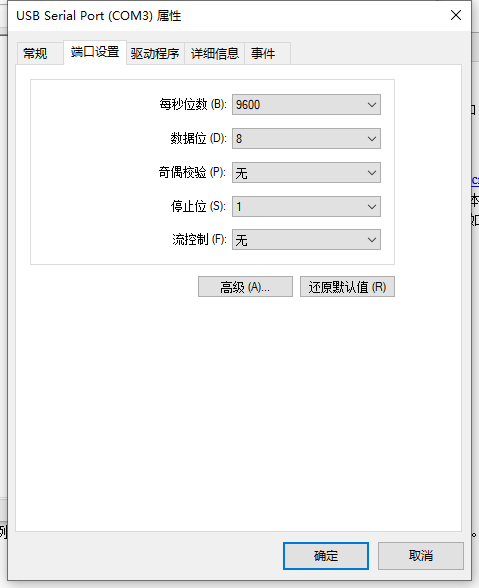 USB Serial Port (COM3) 属性
常规 端口设置 驱动程序 详细信息 事件
每秒位数 (B): 9600
数据位 (D): 8
奇偶校验 (P): 无
停止位 (S): 1
流控制 (F): 无
高级 (A)... 还原默认值 (R)
确定 取消